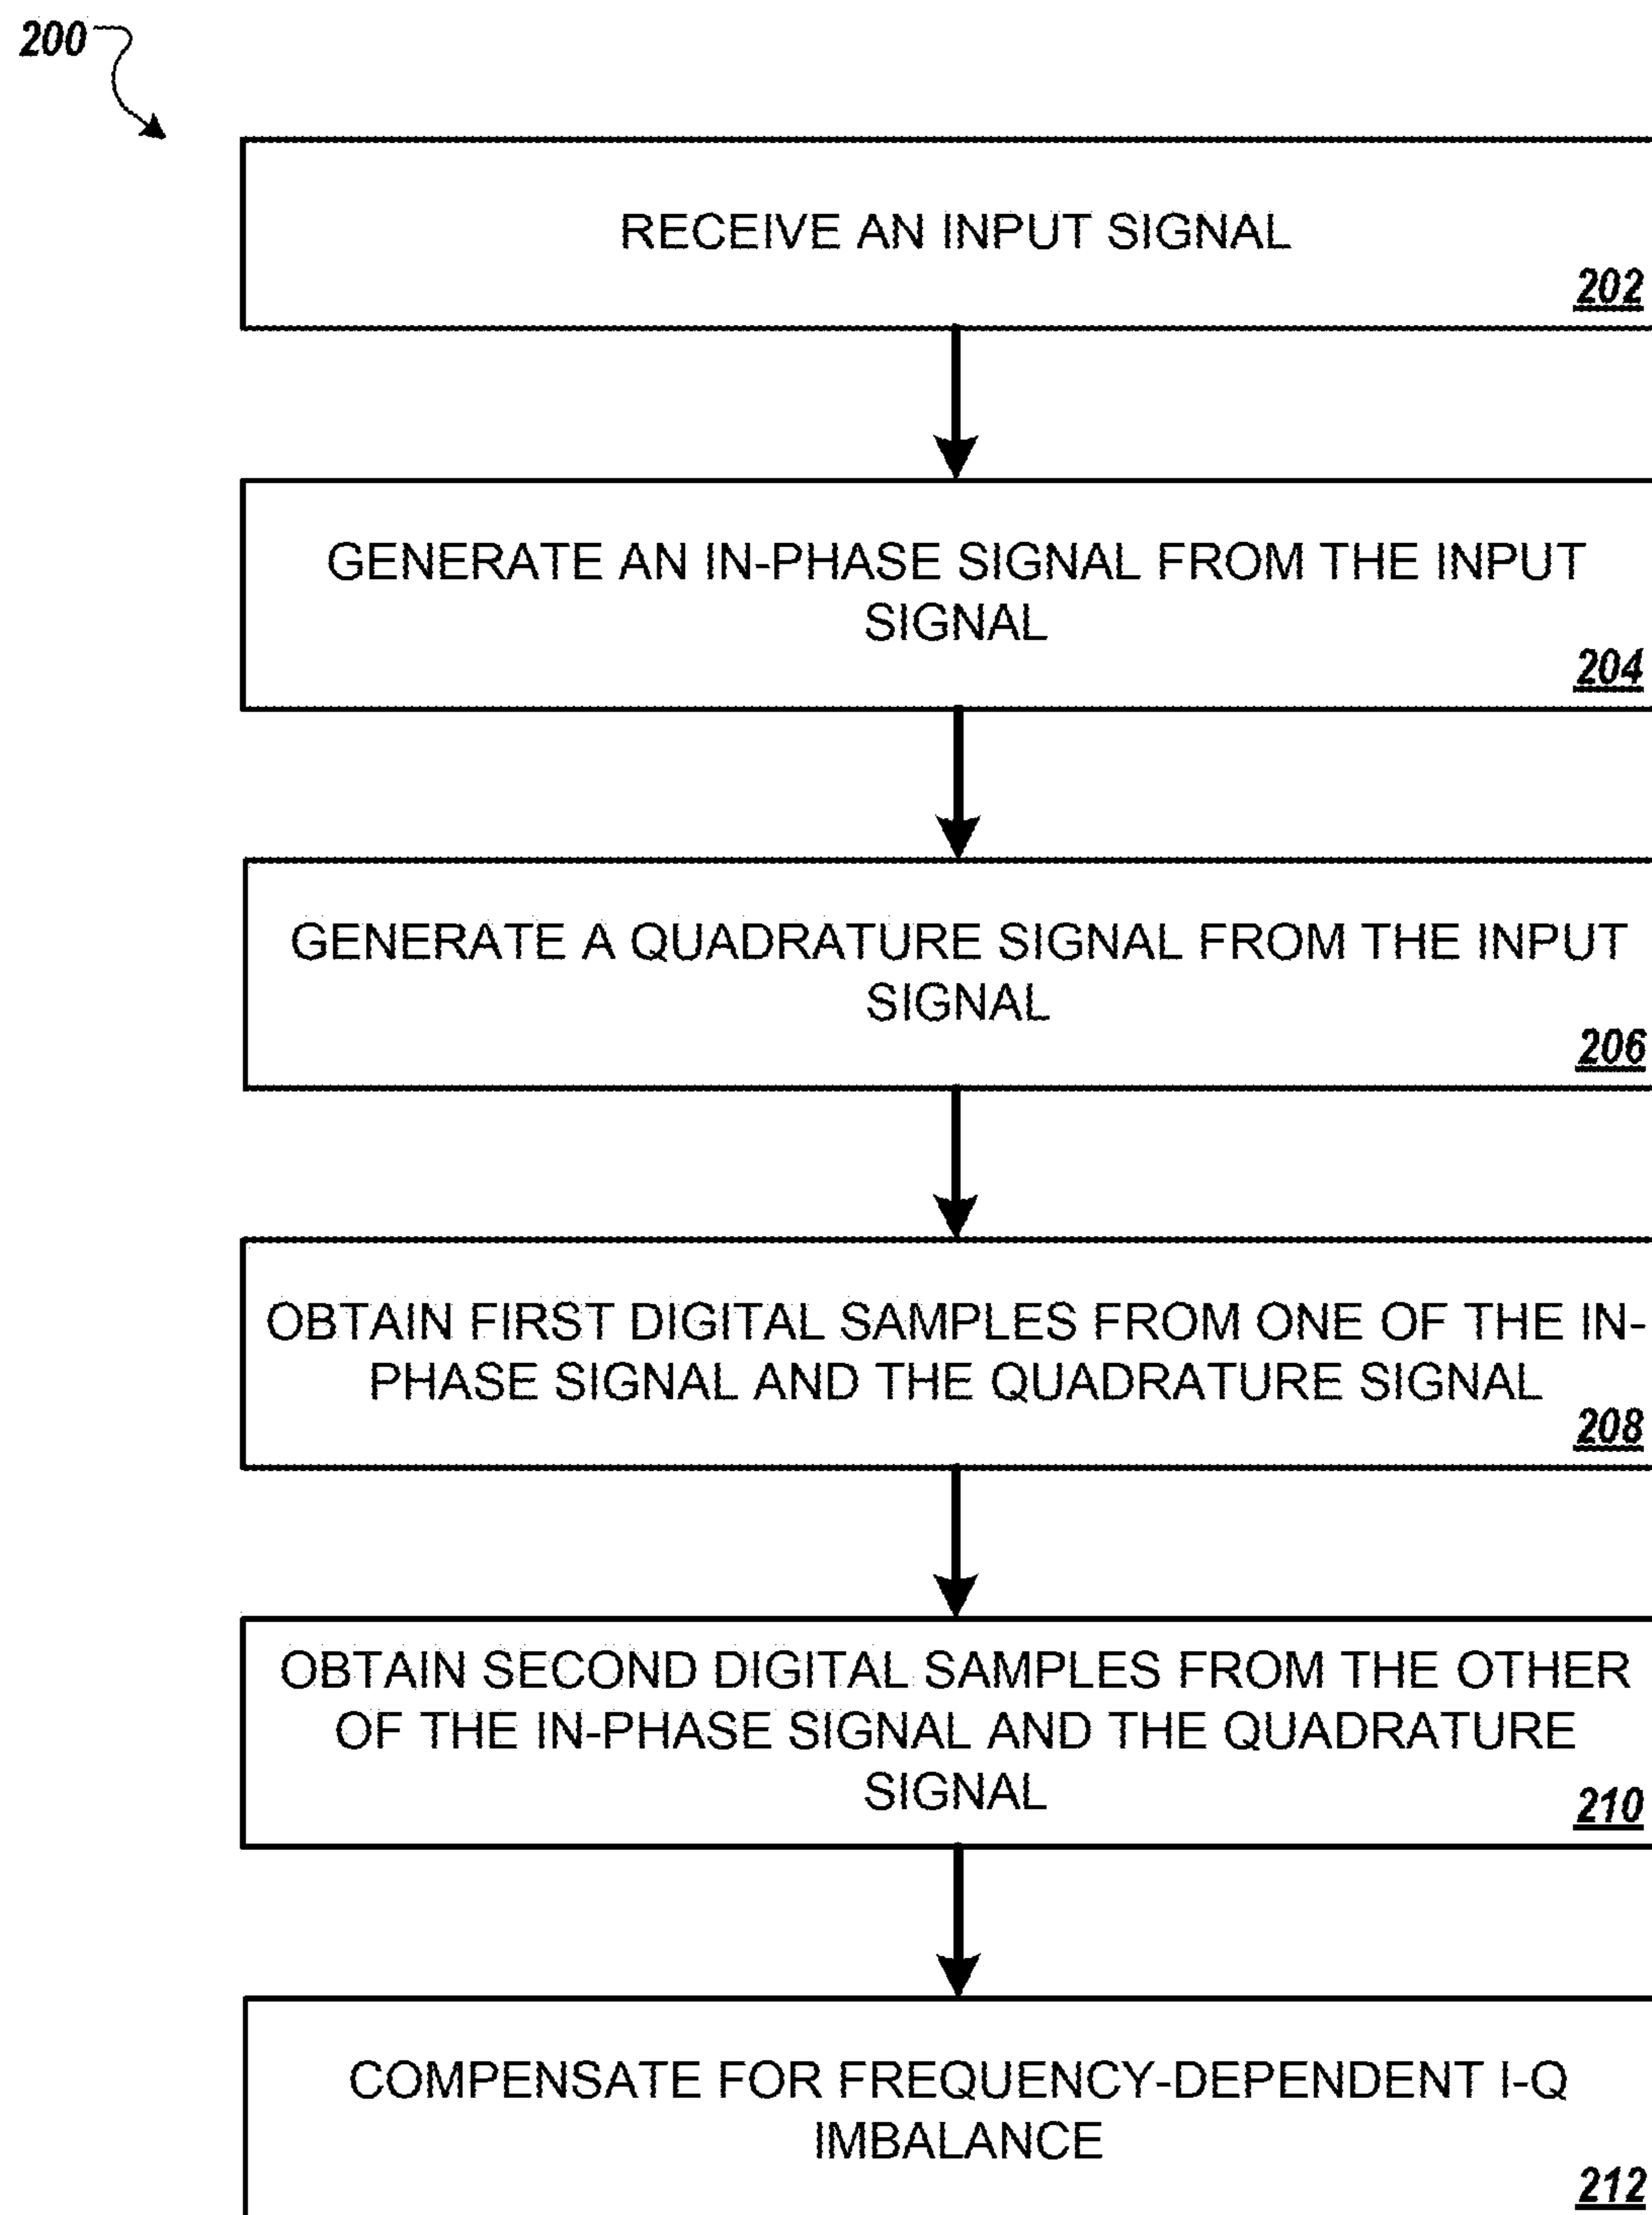 200
RECEIVE AN INPUT SIGNAL
202
GENERATE AN IN-PHASE SIGNAL FROM THE INPUT
SIGNAL
204
GENERATE A QUADRATURE SIGNAL FROM THE INPUT
SIGNAL
206
OBTAIN FIRST DIGITAL SAMPLES FROM ONE OF THE IN-
PHASE SIGNAL AND THE QUADRATURE SIGNAL
208
OBTAIN SECOND DIGITAL SAMPLES FROM THE OTHER
OF THE IN-PHASE SIGNAL AND THE QUADRATURE
SIGNAL
210
COMPENSATE FOR FREQUENCY-DEPENDENT I-Q
IMBALANCE
212